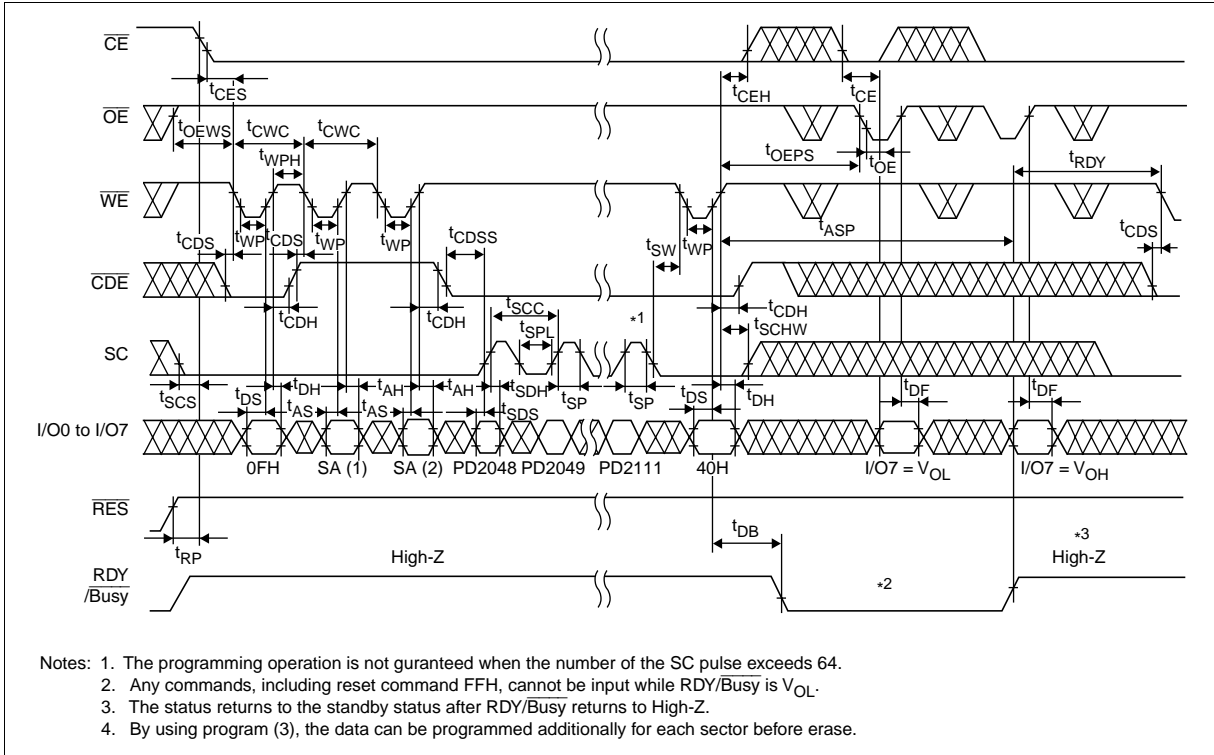 CE
tCES
tCEH
tCE
OE
tOEWS
tCWC
tCWC
tWPH
tOEPS
tOE
tRDY
WE
tCDS
tWP
tCDS
tWP
tWP
tCDSS
tSW
tWP
tASP
tCDS
CDE
tCDH
tCDH
tSCC
tSPL
*1
tCDH
tSCHW
SC
tSCS
tDS
tDH
tAS
tAH
tAS
tAH
tSDH
tSDS
tSP
tSP
tDS
tDH
tDF
tDF
I/O0 to I/O7
0FH
SA (1)
SA (2)
PD2048
PD2049
PD2111
40H
I/O7 = VOL
I/O7 = VOH
RES
tRP
High-Z
tDB
*2
*3
High-Z
RDY
/Busy
Notes: 1. The programming operation is not guranteed when the number of the SC pulse exceeds 64.
2. Any commands, including reset command FFH, cannot be input while RDY/Busy is VOL.
3. The status returns to the standby status after RDY/Busy returns to High-Z.
4. By using program (3), the data can be programmed additionally for each sector before erase.